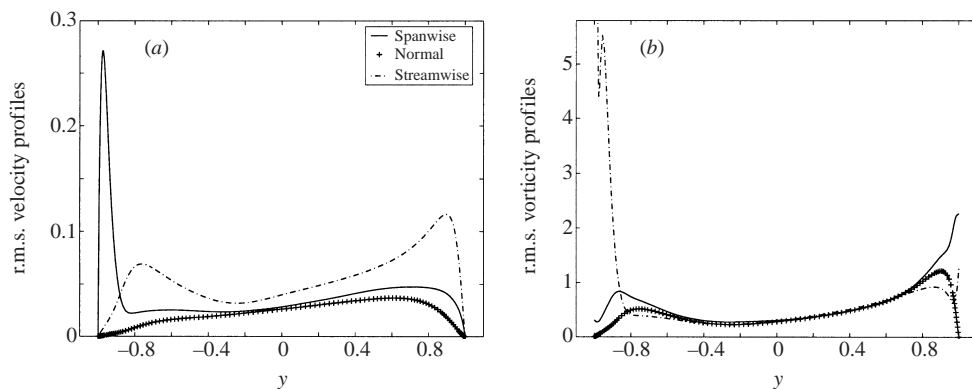 0.3
(a)
Spanwise
Normal
Streamwise
0.2
0.1
0
r.m.s. velocity profiles
−0.8
−0.4
0
0.4
0.8
y
(b)
5
4
3
2
1
0
r.m.s. vorticity profiles
−0.8
−0.4
0
0.4
0.8
y